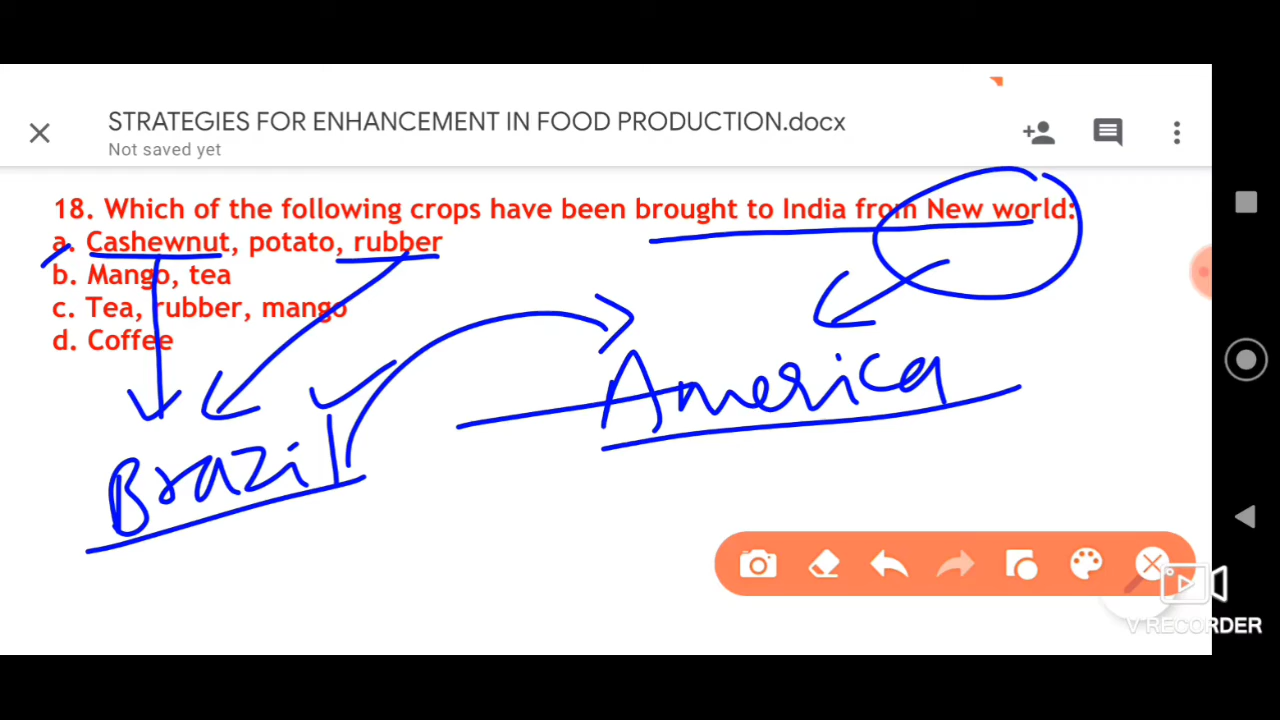 STRATEGIES FOR ENHANCEMENT IN FOOD PRODUCTION.docx
Not saved yet
18. Which of the following crops have been brought to India from New world:
a. Cashewnut, potato, rubber
b. Mango, tea
c. Tea, rubber, mango
d. Coffee
America
Brazil
V RECORDER